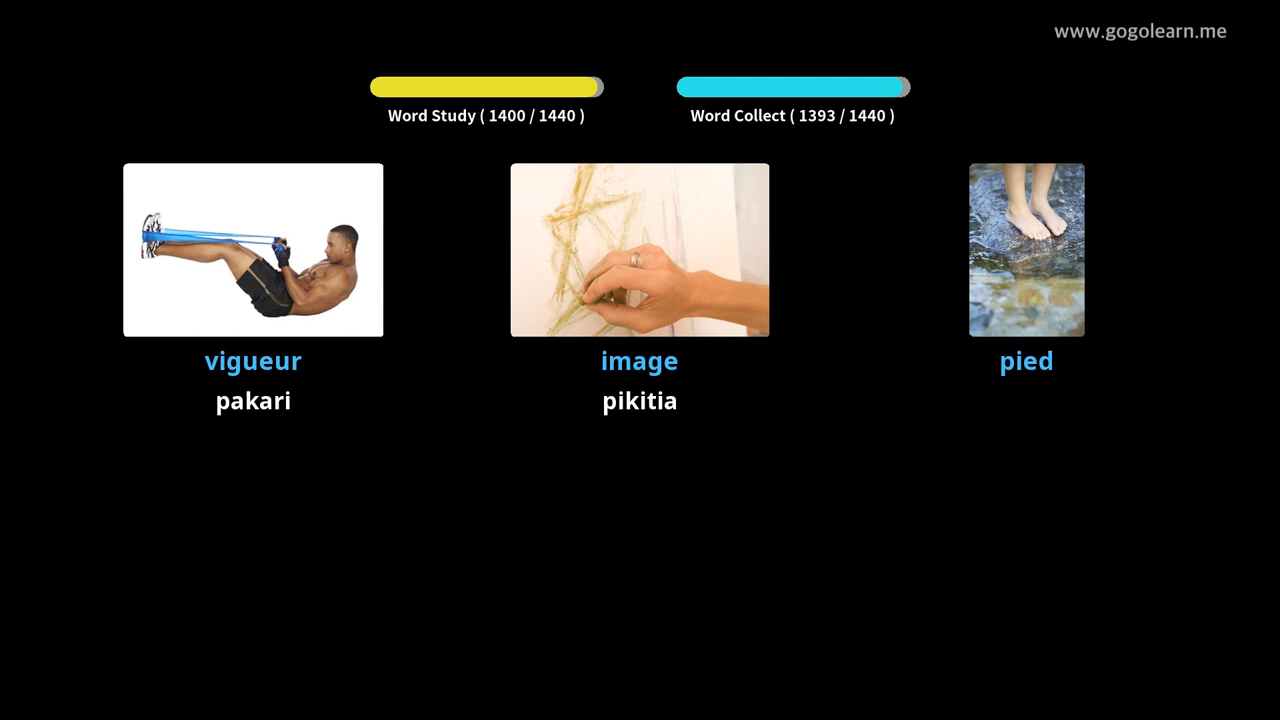 www.gogolearn.me
Word Study ( 1400 / 1440 )
Word Collect ( 1393 / 1440 )
vigueur
image
pied
pakari
pikitia